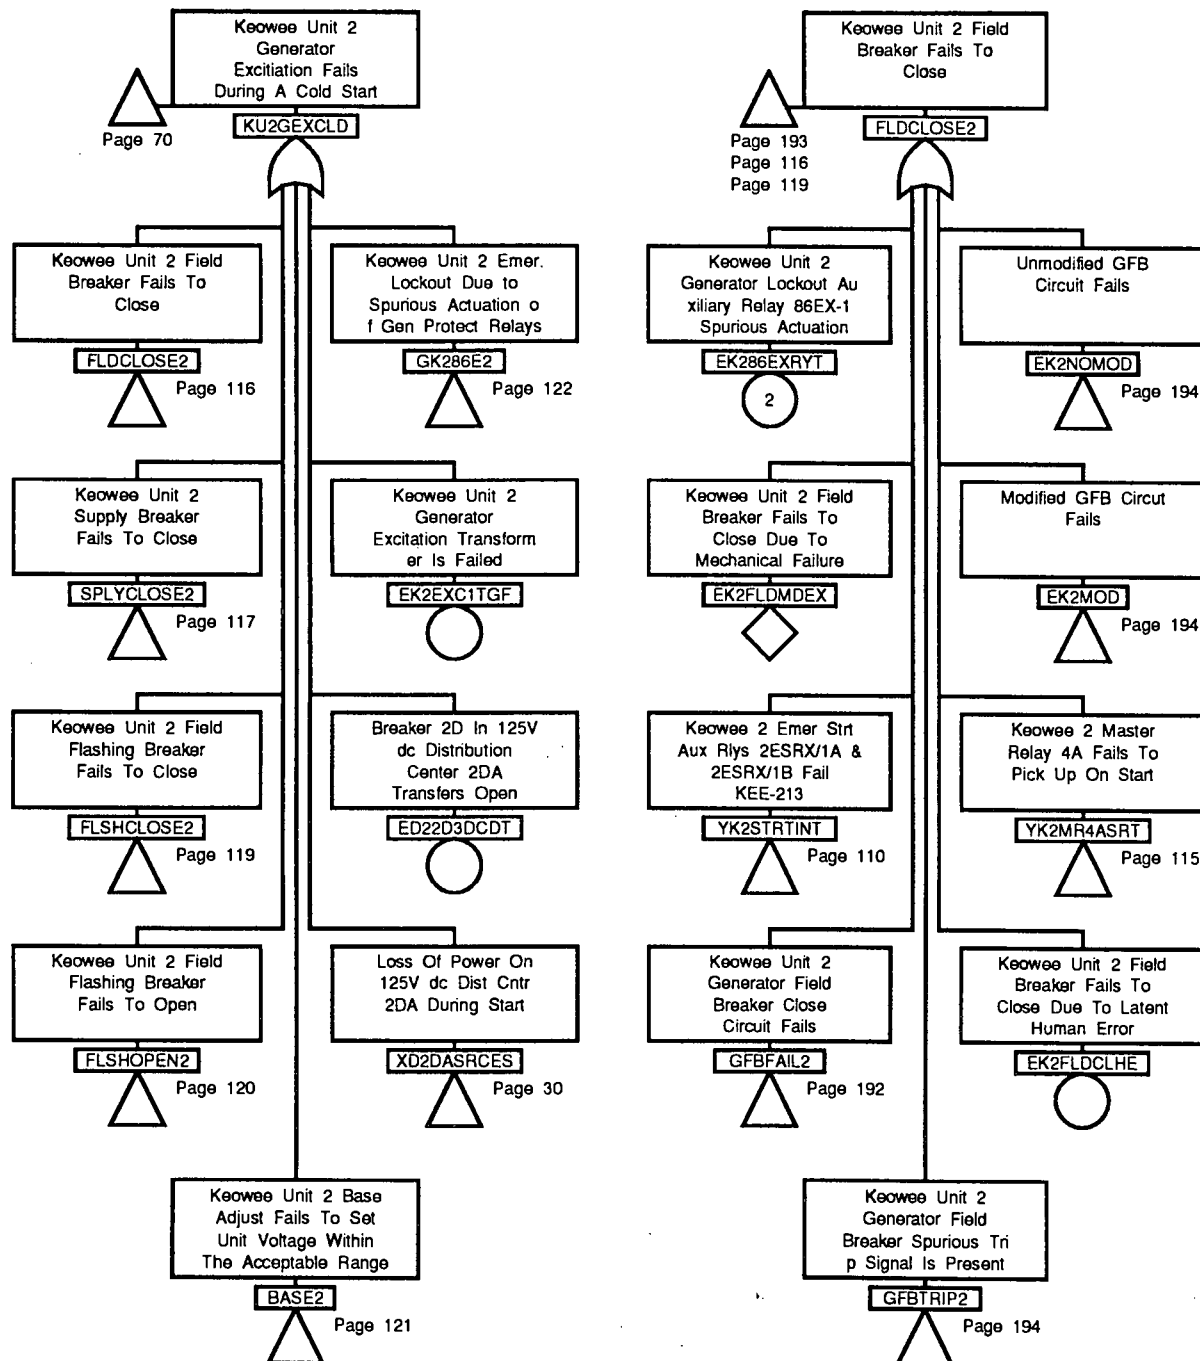 Keowee Unit 2
Generator
Excitiation Fails
During A Cold Start
KU2GEXCLD
Page 70
Keowee Unit 2 Field
Breaker Fails To
Close
FLDCLOSE2
Page 116
Keowee Unit 2 Emer.
Lockout Due to
Spurious Actuation o
f Gen Protect Relays
GK286E2
Page 122
Keowee Unit 2
Supply Breaker
Fails To Close
SPLYCLOSE2
Page 117
Keowee Unit 2
Generator
Excitation Transform
er Is Failed
EK2EXC1TGF
Keowee Unit 2 Field
Flashing Breaker
Fails To Close
FLSHCLOSE2
Page 119
Breaker 2D In 125V
dc Distribution
Center 2DA
Transfers Open
ED22D3DCDT
Keowee Unit 2 Field
Flashing Breaker
Fails To Open
FLSHOPEN2
Page 120
Loss Of Power On
125V dc Dist Cntr
2DA During Start
XD2DASRCES
Page 30
Keowee Unit 2 Base
Adjust Fails To Set
Unit Voltage Within
The Acceptable Range
BASE2
Page 121
Keowee Unit 2 Field
Breaker Fails To
Close
FLDCLOSE2
Page 193
Page 116
Page 119
Keowee Unit 2
Generator Lockout Au
xiliary Relay 86EX-1
Spurious Actuation
EK286EXRYT
2
Unmodified GFB
Circuit Fails
EK2NOMOD
Page 194
Keowee Unit 2 Field
Breaker Fails To
Close Due To
Mechanical Failure
EK2FLDMDEX
Modified GFB Circut
Fails
EK2MOD
Page 194
Keowee 2 Emer Strt
Aux Rlys 2ESRX/1A &
2ESRX/1B Fail
KEE-213
YK2STRTINT
Page 110
Keowee 2 Master
Relay 4A Fails To
Pick Up On Start
YK2MR4ASRT
Page 115
Keowee Unit 2
Generator Field
Breaker Close
Circuit Fails
GFBFAIL2
Page 192
Keowee Unit 2 Field
Breaker Fails To
Close Due To Latent
Human Error
EK2FLDCLHE
Keowee Unit 2
Generator Field
Breaker Spurious Tri
p Signal Is Present
GFBTRIP2
Page 194